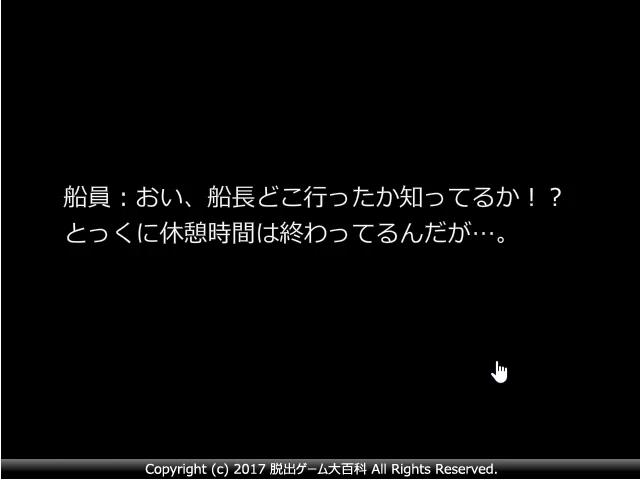 船員：おい、船長どこ行ったか知ってるか！？
とっくに休憩時間は終わってるんだが…。
Copyright (c) 2017 脱出ゲーム大百科 All Rights Reserved.